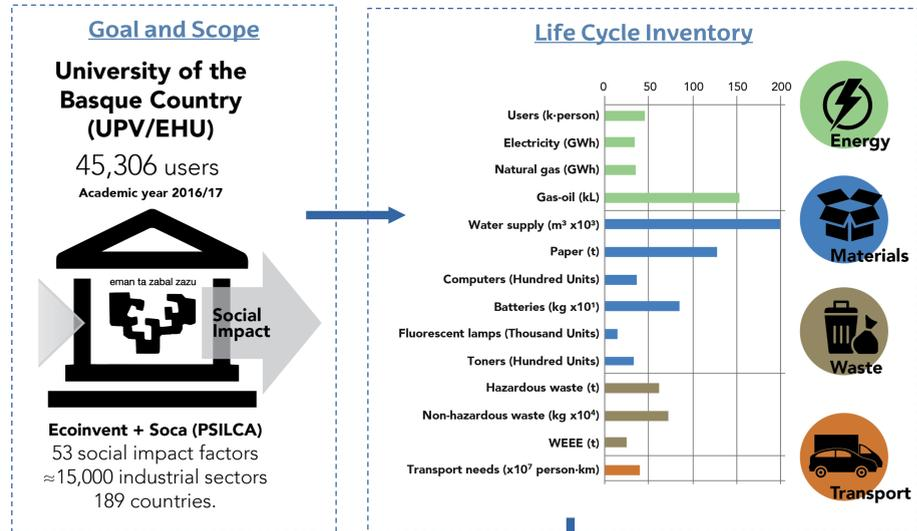 Goal and Scope
University of the
Basque Country
(UPV/EHU)
45,306 users
Academic year 2016/17
eman ta zabal zazu
Social
Impact
Ecoinvent + Soca (PSILCA)
53 social impact factors
≈15,000 industrial sectors
189 countries.
Life Cycle Inventory
0 50 100 150 200
Users (k·person)
Electricity (GWh)
Natural gas (GWh)
Gas-oil (kL)
Water supply (m³ x10³)
Paper (t)
Computers (Hundred Units)
Batteries (kg x10¹)
Fluorescent lamps (Thousand Units)
Toners (Hundred Units)
Hazardous waste (t)
Non-hazardous waste (kg x10⁴)
WEEE (t)
Transport needs (x10⁷ person·km)
Energy
Materials
Waste
Transport